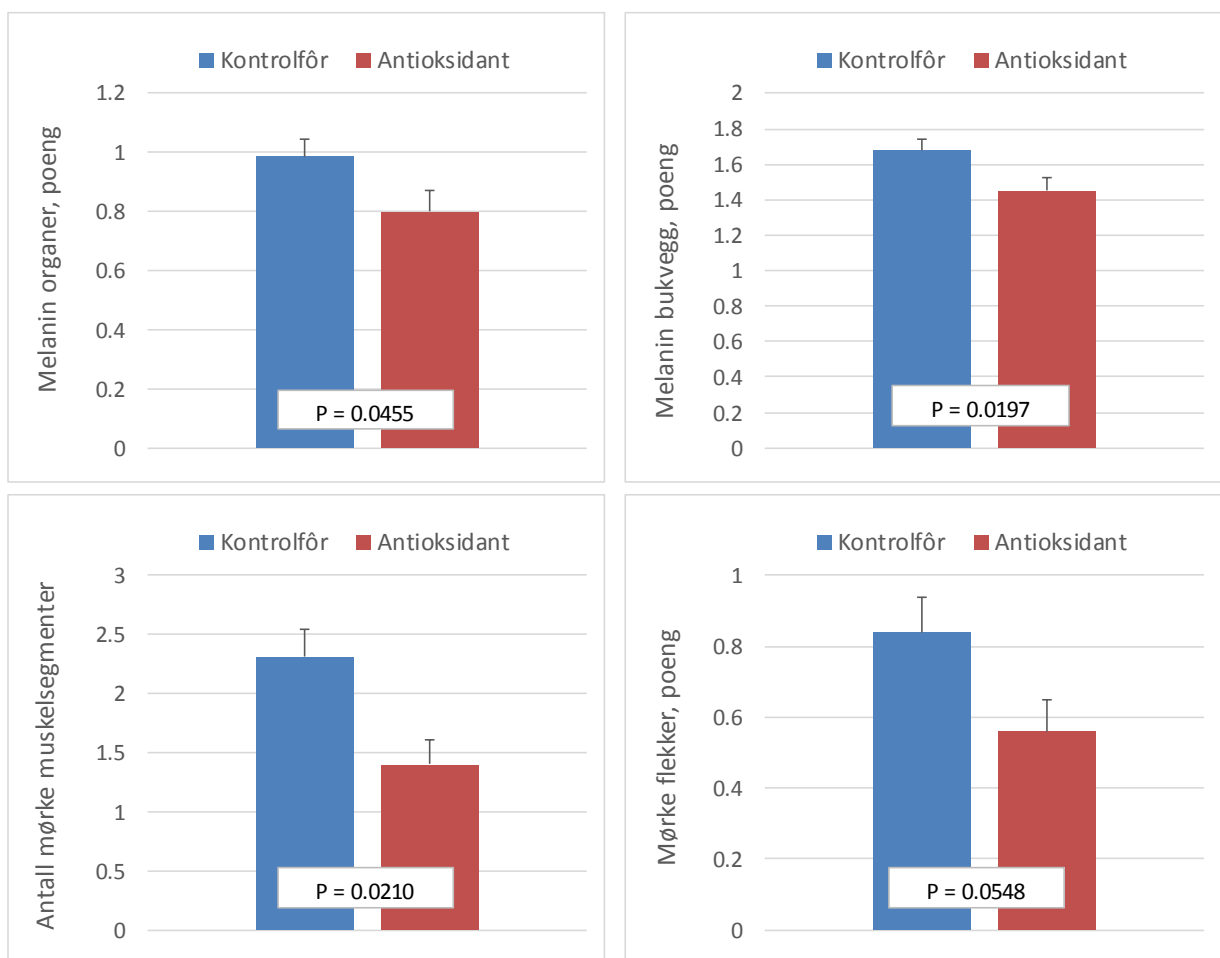 Kontrolfôr Antioksidant
Melanin organer, poeng
1.2
1
0.8
0.6
0.4
0.2
0
P = 0.0455
Kontrolfôr Antioksidant
Melanin bukvegg, poeng
2
1.8
1.6
1.4
1.2
1
0.8
0.6
0.4
0.2
0
P = 0.0197
Kontrolfôr Antioksidant
Antall mørke muskelsegmenter
3
2.5
2
1.5
1
0.5
0
P = 0.0210
Kontrolfôr Antioksidant
Mørke flekker, poeng
1
0.8
0.6
0.4
0.2
0
P = 0.0548